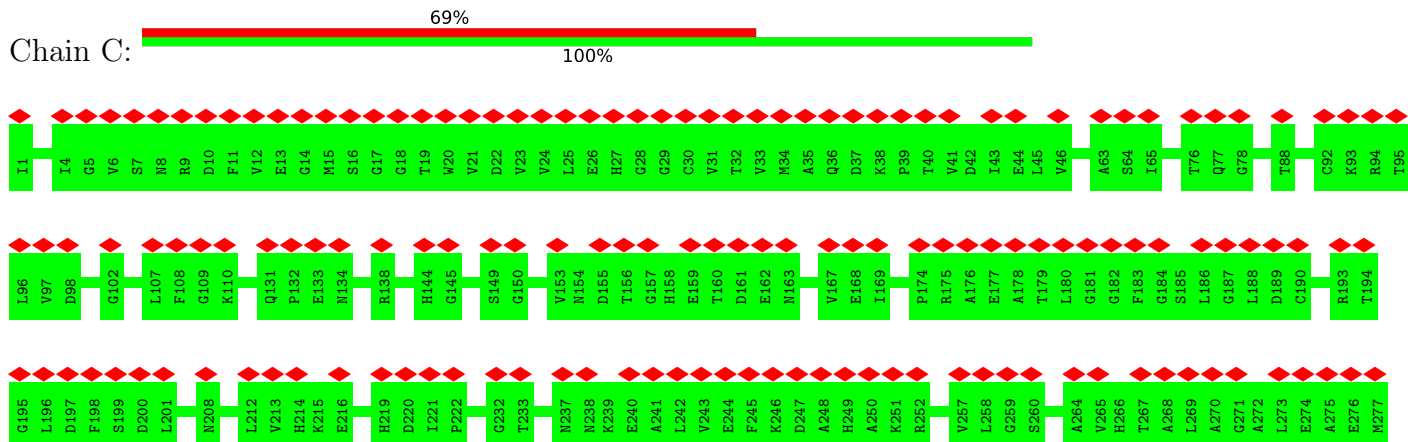 69%
Chain C:
100%
I1 I4 G5 V6 S7 N8 R9 D10 F11 V12 E13 G14 M15 S16 G17 G18 T19 W20 V21 D22 V23 V24 L25 E26 H27 G28 G29 C30 V31 T32 V33 M34 A35 Q36 D37 K38 P39 T40 V41 D42 I43 E44 L45 V46 A63 S64 I65 T76 Q77 G78 T88 C92 K93 R94 T95
L96 V97 D98 G102 L107 F108 G109 K110 Q131 P132 E133 N134 R138 H144 G145 S149 G150 V153 N154 D155 T156 G157 H158 E159 T160 D161 E162 N163 V167 E168 I169 P174 R175 A176 E177 A178 T179 L180 G181 G182 F183 G184 S185 L186 G187 L188 D189 C190 R193 T194
G195 L196 D197 F198 S199 D200 L201 N208 L212 V213 H214 K215 E216 H219 D220 I221 P222 G232 T233 N237 N238 K239 E240 A241 L242 V243 E244 F245 K246 D247 A248 H249 A250 K251 R252 V257 L258 G259 S260 A264 V265 H266 T267 A268 L269 A270 G271 A272 L273 E274 A275 E276 M277